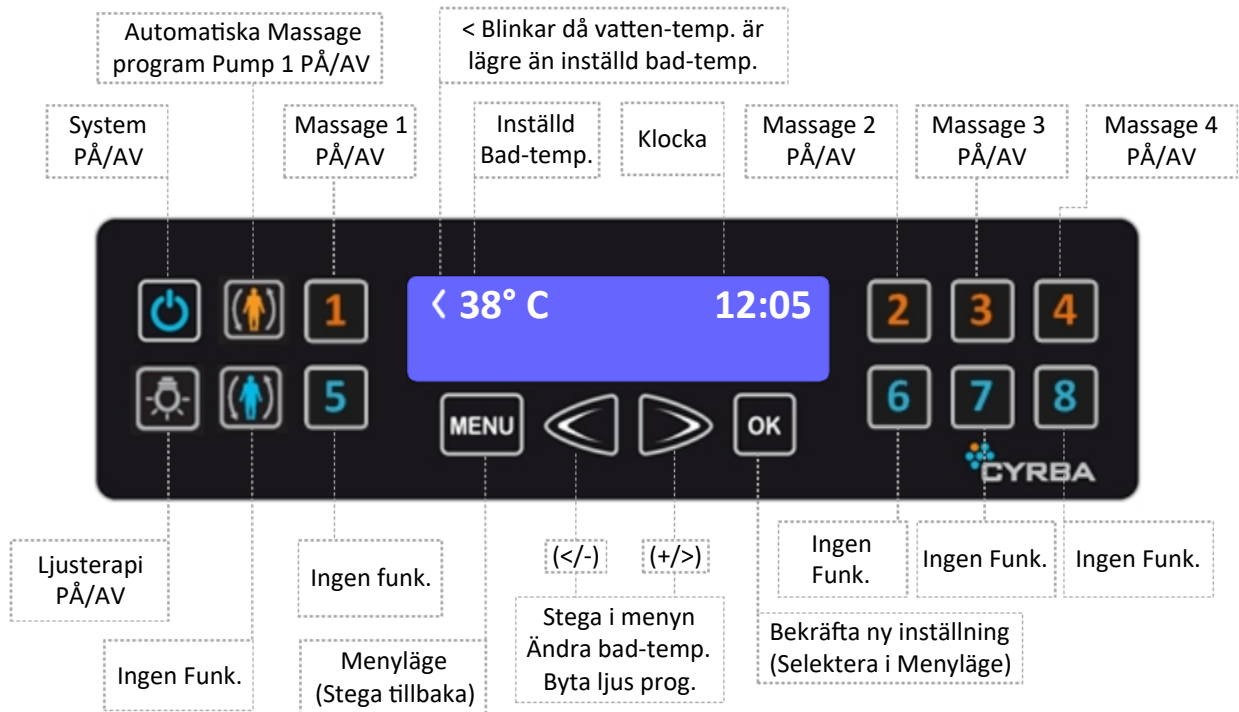 Automatiska Massage
program Pump 1 PÅ/AV
< Blinkar då vatten-temp. är
lägre än inställd bad-temp.
System
PÅ/AV
Massage 1
PÅ/AV
Inställd
Bad-temp.
Klocka
Massage 2
PÅ/AV
Massage 3
PÅ/AV
Massage 4
PÅ/AV
1
< 38° C
12:05
2
3
4
5
MENU
OK
6
7
8
CYRBA
Ljusterapi
PÅ/AV
Ingen Funk.
Ingen funk.
Menyläge
(Stega tillbaka)
(</-)
(+/>)
Stega i menyn
Ändra bad-temp.
Byta ljus prog.
Bekräfta ny inställning
(Selektera i Menyläge)
Ingen
Funk.
Ingen Funk.
Ingen Funk.